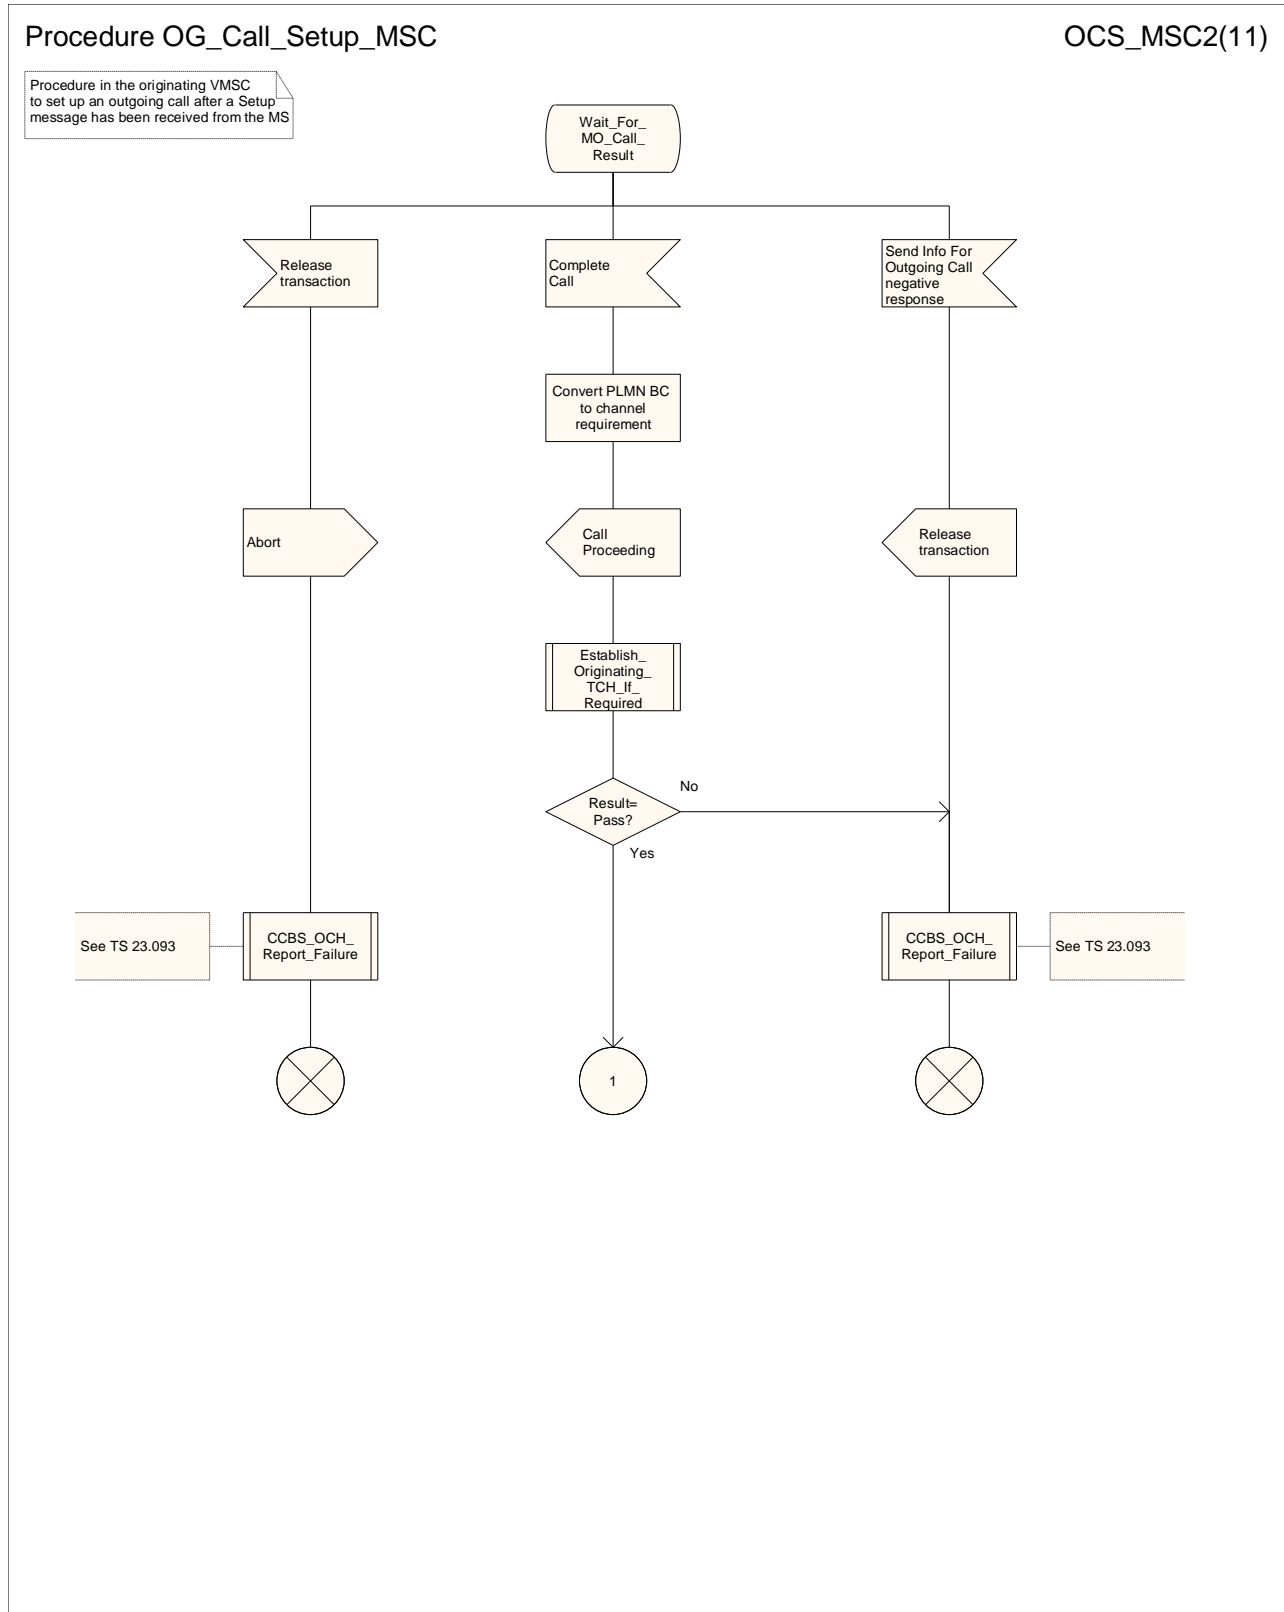 Procedure OG_Call_Setup_MSC
OCS_MSC2(11)
Procedure in the originating VMSC
to set up an outgoing call after a Setup
message has been received from the MS
Wait_For_
MO_Call_
Result
Release
transaction
Complete
Call
Send Info For
Outgoing Call
negative
response
Convert PLMN BC
to channel
requirement
Abort
Call
Proceeding
Release
transaction
Establish_
Originating_
TCH_If_
Required
Result=
Pass?
No
Yes
See TS 23.093
CCBS_OCH_
Report_Failure
CCBS_OCH_
Report_Failure
See TS 23.093
1